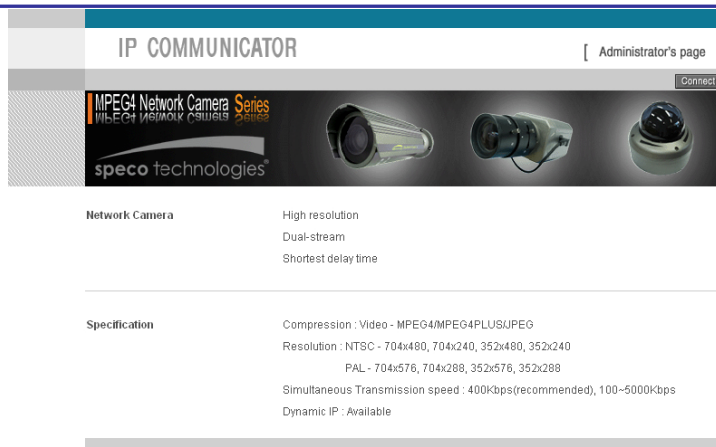 IP COMMUNICATOR
[ Administrator's page
Connect
MPEG4 Network Camera Series
speco technologies®
Network Camera
High resolution
Dual-stream
Shortest delay time
Specification
Compression : Video - MPEG4/MPEG4PLUS/JPEG
Resolution : NTSC - 704x480, 704x240, 352x480, 352x240
PAL - 704x576, 704x288, 352x576, 352x288
Simultaneous Transmission speed : 400Kbps(recommended), 100~5000Kbps
Dynamic IP : Available